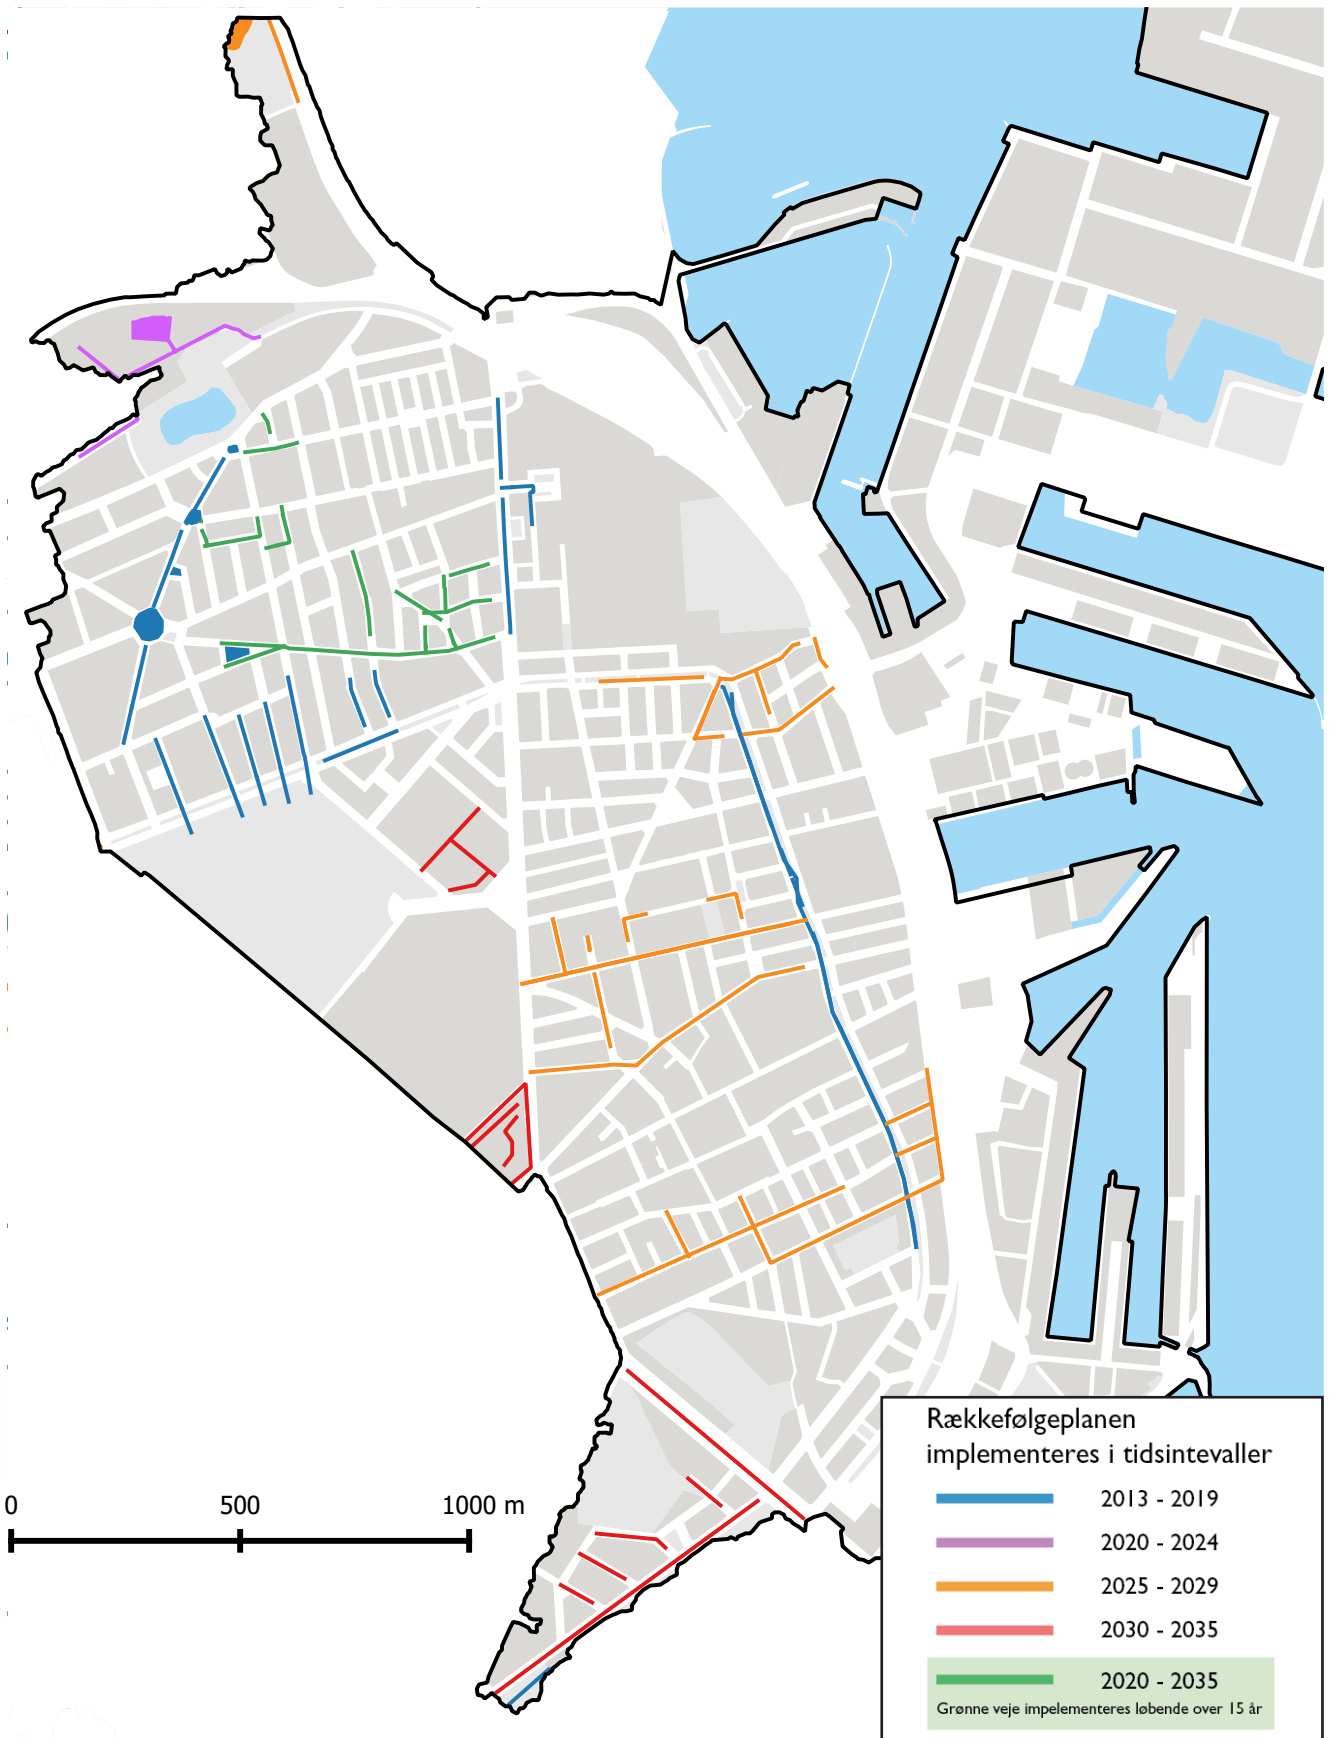 0 500 1000 m
Rækkefølgeplanen
implementeres i tidsintevaller
2013 - 2019
2020 - 2024
2025 - 2029
2030 - 2035
2020 - 2035
Grønne veje impelementeres løbende over 15 år